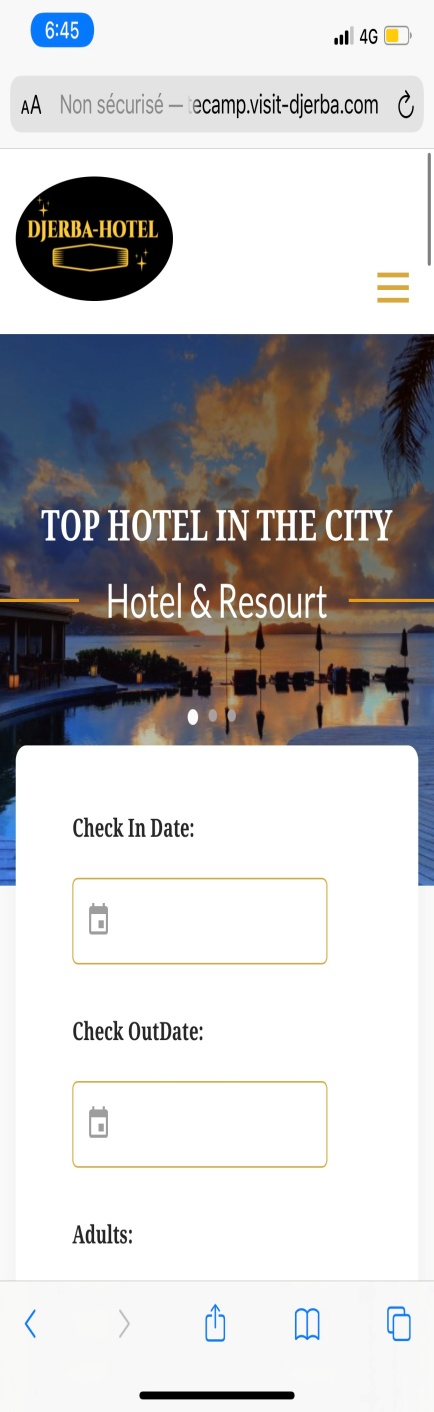 6:45
4G
AA Non sécurisé — tecamp.visit-djerba.com
DJERBA-HOTEL
TOP HOTEL IN THE CITY
Hotel & Resourt
Check In Date:
Check OutDate:
Adults: